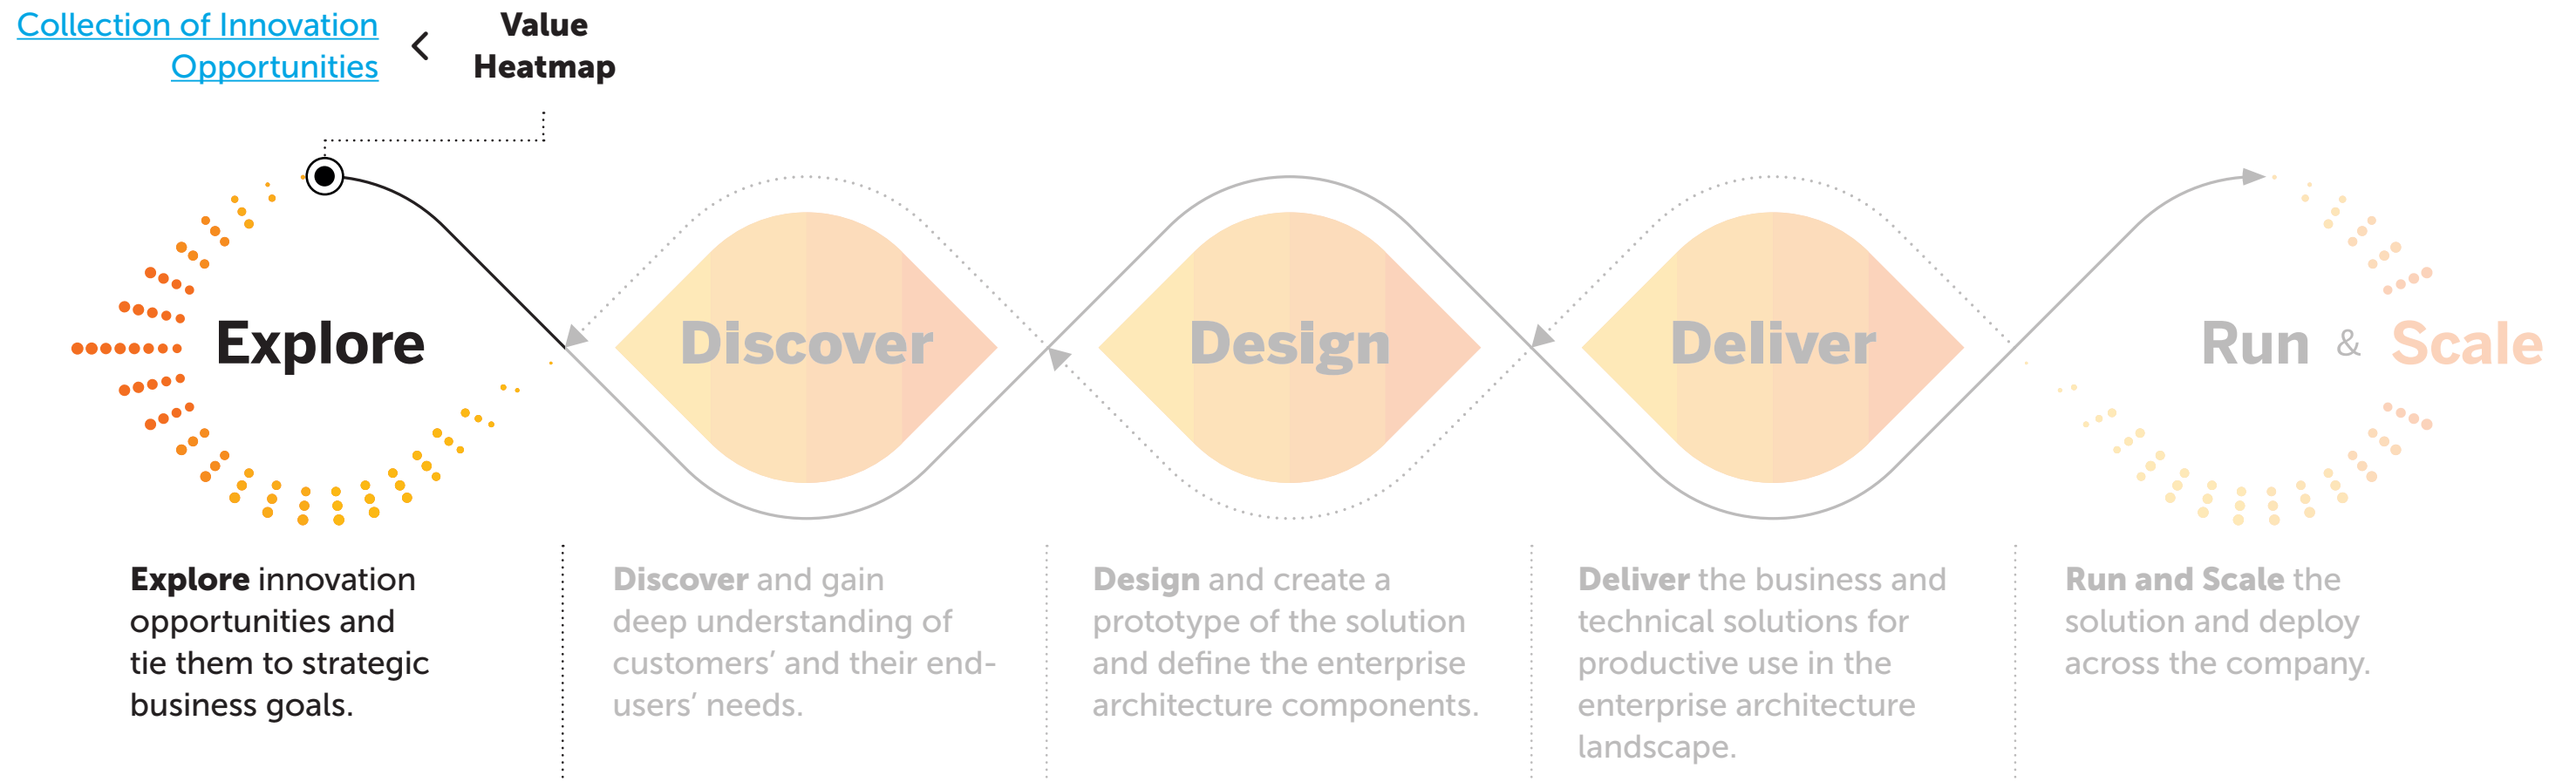 Collection of Innovation
Opportunities
<
Value
Heatmap
Explore
Discover
Design
Deliver
Run & Scale
Explore innovation
opportunities and
tie them to strategic
business goals.
Discover and gain
deep understanding of
customers’ and their end-
users’ needs.
Design and create a
prototype of the solution
and define the enterprise
architecture components.
Deliver the business and
technical solutions for
productive use in the
enterprise architecture
landscape.
Run and Scale the
solution and deploy
across the company.